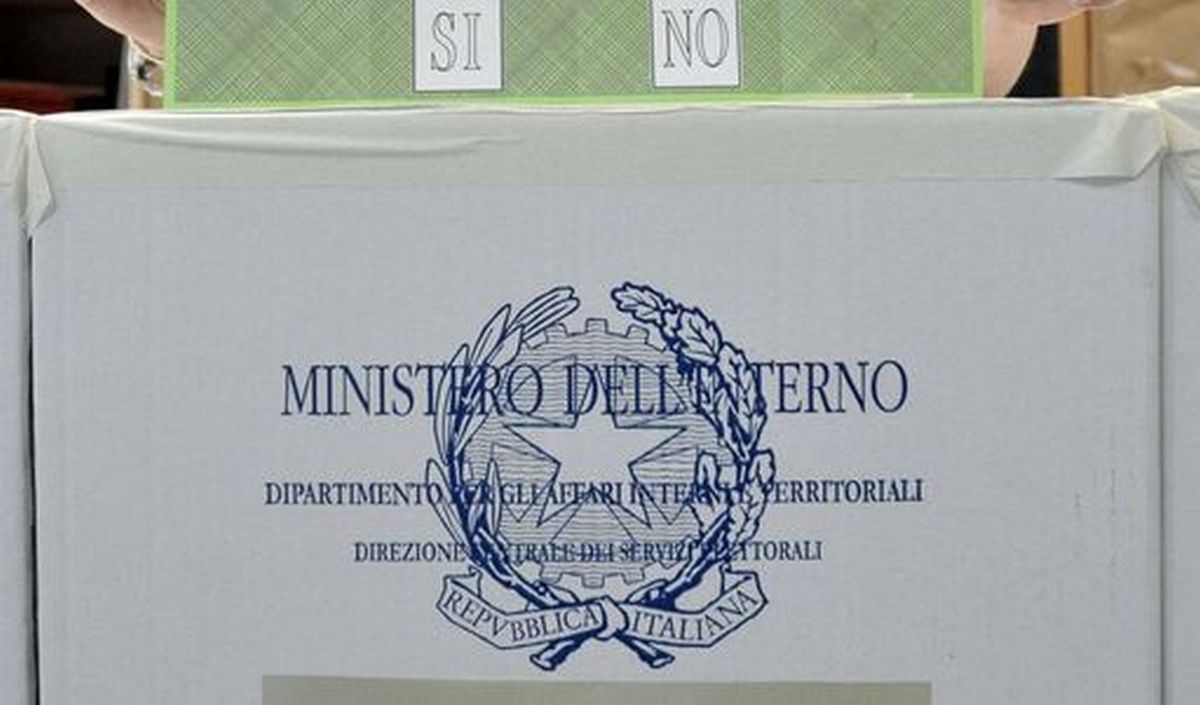 SI NO
MINISTERO DELL'INTERNO
DIPARTIMENTO PER GLI AFFARI INTERNI E TERRITORIALI
DIREZIONE CENTRALE DEI SERVIZI ELETTORALI
REPVBBLICA ITALIANA